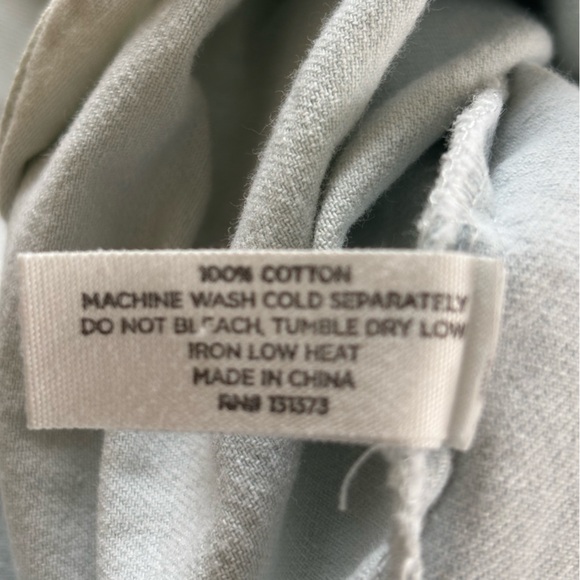 100% COTTON
MACHINE WASH COLD SEPARATELY
DO NOT BLEACH, TUMBLE DRY LOW
IRON LOW HEAT
MADE IN CHINA
RN# 131373